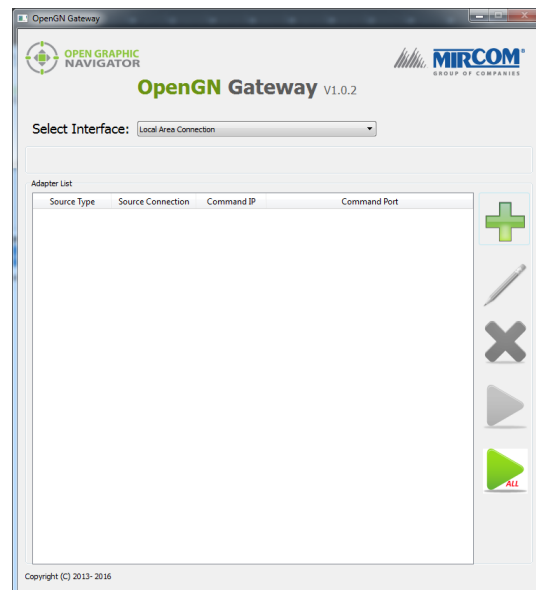 OpenGN Gateway
OPEN GRAPHIC
NAVIGATOR
MIRCOM®
GROUP OF COMPANIES
OpenGN Gateway V1.0.2
Select Interface: Local Area Connection
Adapter List
Source Type Source Connection Command IP Command Port
ALL
Copyright (C) 2013- 2016